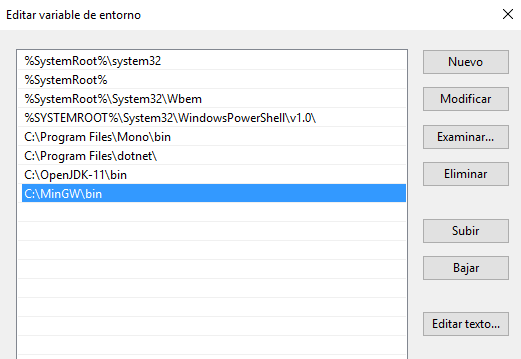 Editar variable de entorno
%SystemRoot%\system32
%SystemRoot%
%SystemRoot%\System32\Wbem
%SYSTEMROOT%\System32\WindowsPowerShell\v1.0\
C:\Program Files\Mono\bin
C:\Program Files\dotnet\
C:\OpenJDK-11\bin
C:\MinGW\bin
Nuevo
Modificar
Examinar...
Eliminar
Subir
Bajar
Editar texto...